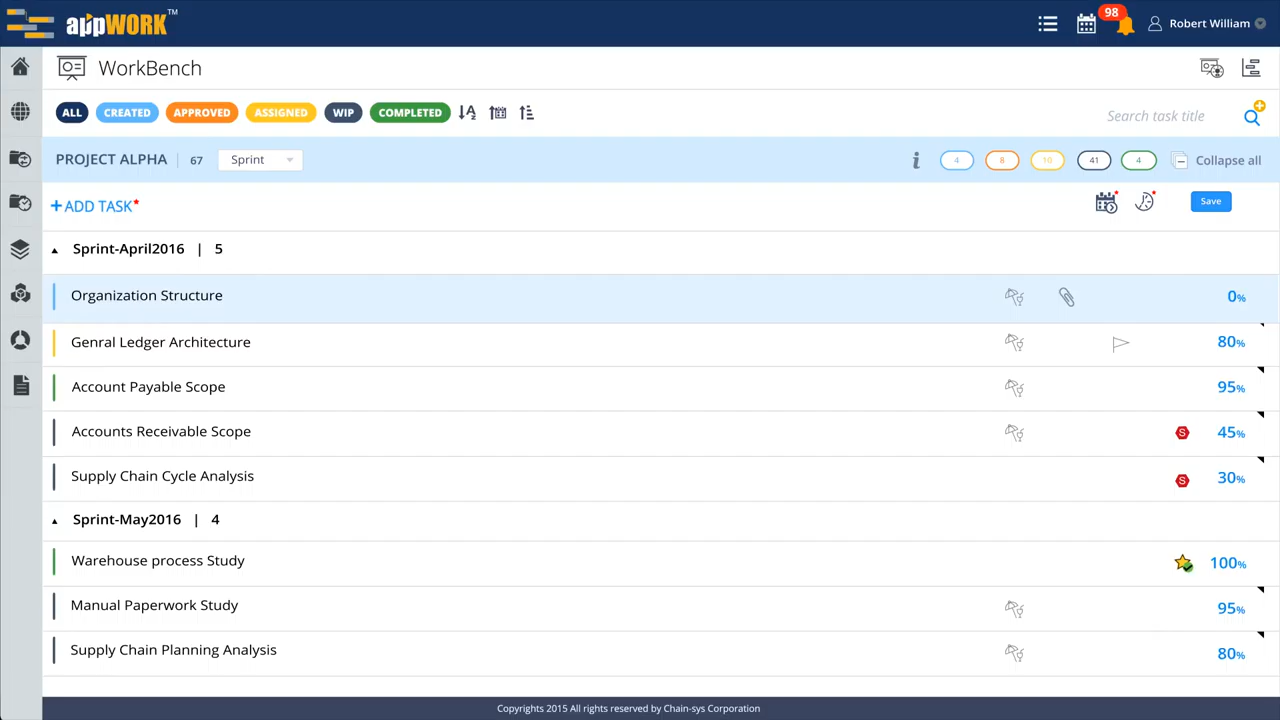 appWORK™
98
Robert William
WorkBench
ALL CREATED APPROVED ASSIGNED WIP COMPLETED
Search task title
PROJECT ALPHA | 67 Sprint
4 8 10 41 4 Collapse all
+ADD TASK*
Save
Sprint-April2016 | 5
Organization Structure 0%
Genral Ledger Architecture 80%
Account Payable Scope 95%
Accounts Receivable Scope S 45%
Supply Chain Cycle Analysis S 30%
Sprint-May2016 | 4
Warehouse process Study 100%
Manual Paperwork Study 95%
Supply Chain Planning Analysis 80%
Copyrights 2015 All rights reserved by Chain-sys Corporation